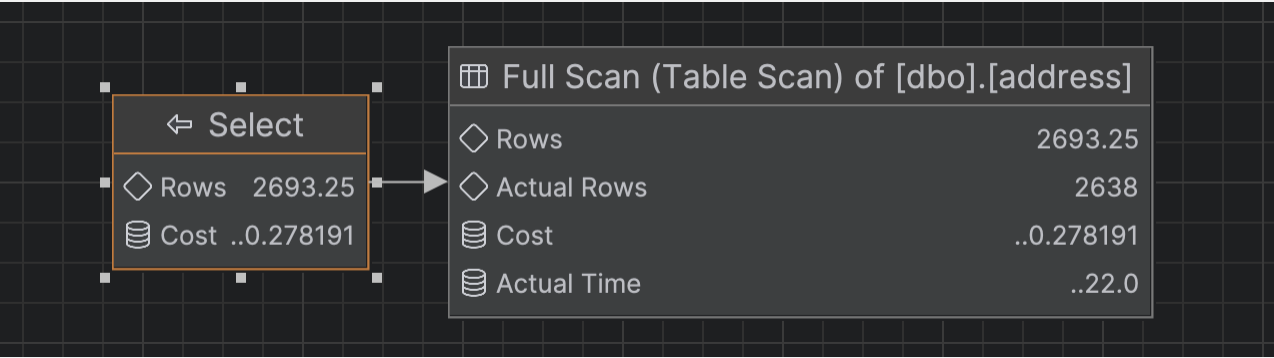 Select
Rows 2693.25
Cost ..0.278191
Full Scan (Table Scan) of [dbo].[address]
Rows 2693.25
Actual Rows 2638
Cost ..0.278191
Actual Time ..22.0